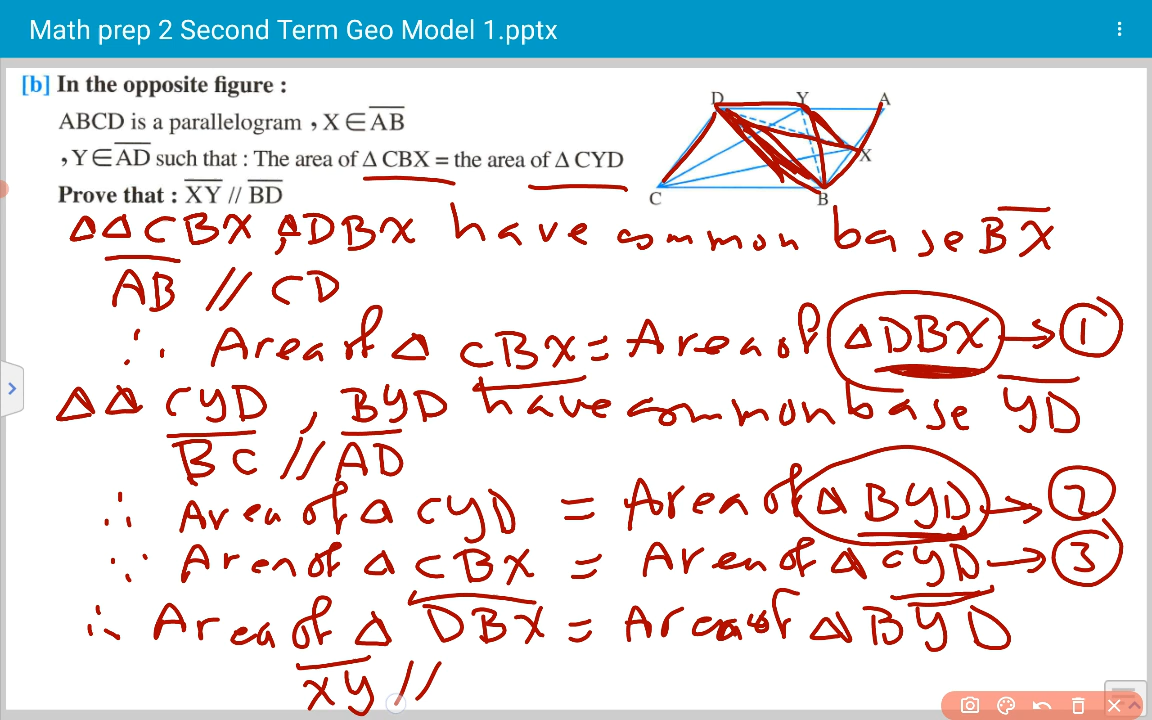 Math prep 2 Second Term Geo Model 1.pptx
[b] In the opposite figure :
ABCD is a parallelogram , X ∈ AB
, Y ∈ AD such that : The area of Δ CBX = the area of Δ CYD
Prove that : XY // BD
D Y A
X
C B
ΔΔ CBX , DBX have common base BX
AB // CD
∴ Area of Δ CBX = Area of Δ DBX → 1
ΔΔ CYD , BYD have common base YD
BC // AD
∴ Area of Δ CYD = Area of Δ BYD → 2
∵ Area of Δ CBX = Area of Δ CYD → 3
∴ Area of Δ DBX = Area of Δ BYD
XY //